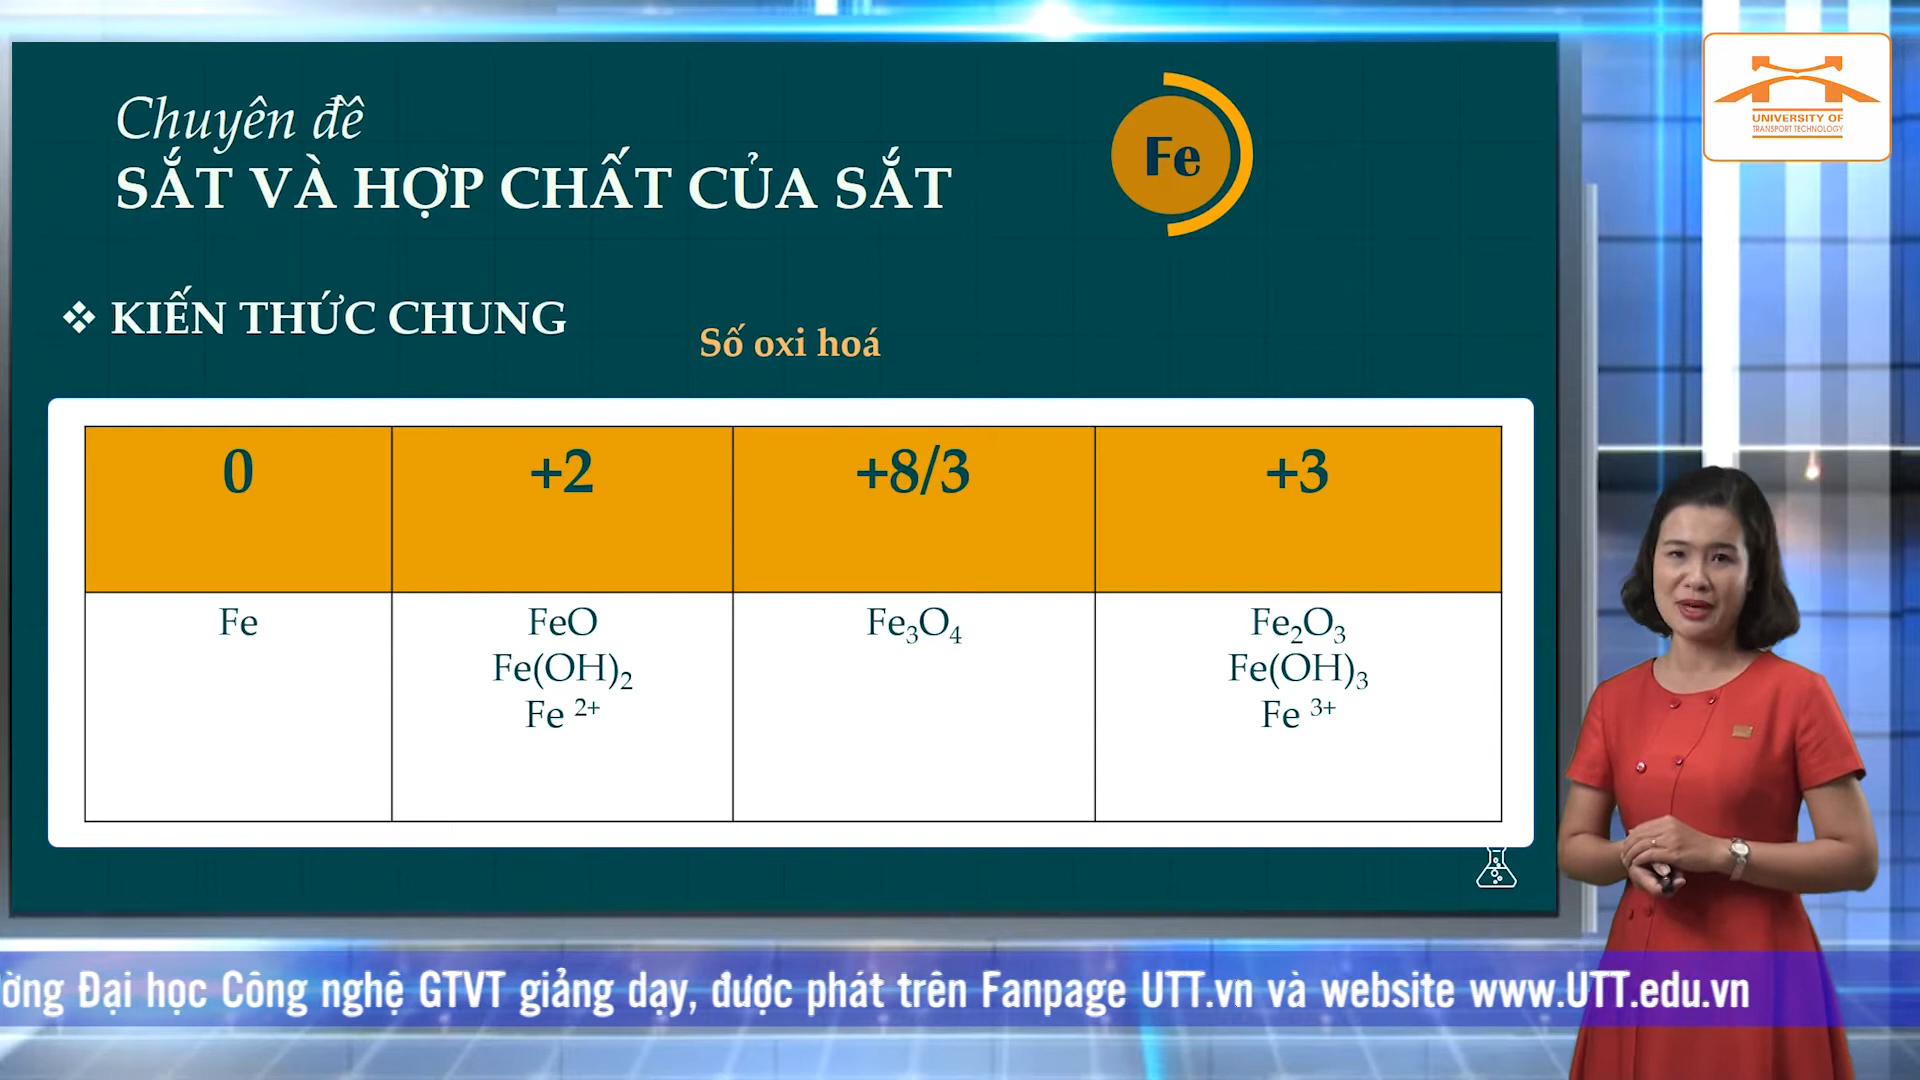 Chuyên đề
SẮT VÀ HỢP CHẤT CỦA SẮT
Fe
UNIVERSITY OF
TRANSPORT TECHNOLOGY
❖ KIẾN THỨC CHUNG
Số oxi hoá
0 +2 +8/3 +3
Fe FeO Fe₃O₄ Fe₂O₃
Fe(OH)₂ Fe(OH)₃
Fe ²⁺ Fe ³⁺
ường Đại học Công nghệ GTVT giảng dạy, được phát trên Fanpage UTT.vn và website www.UTT.edu.vn